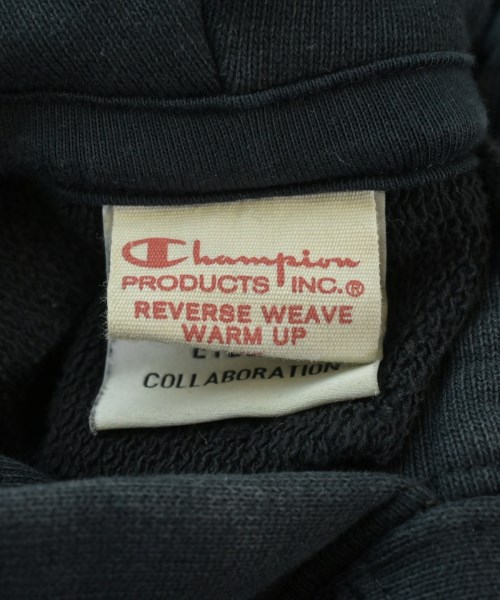 Champion
PRODUCTS INC.®
REVERSE WEAVE
WARM UP
COLLABORATION